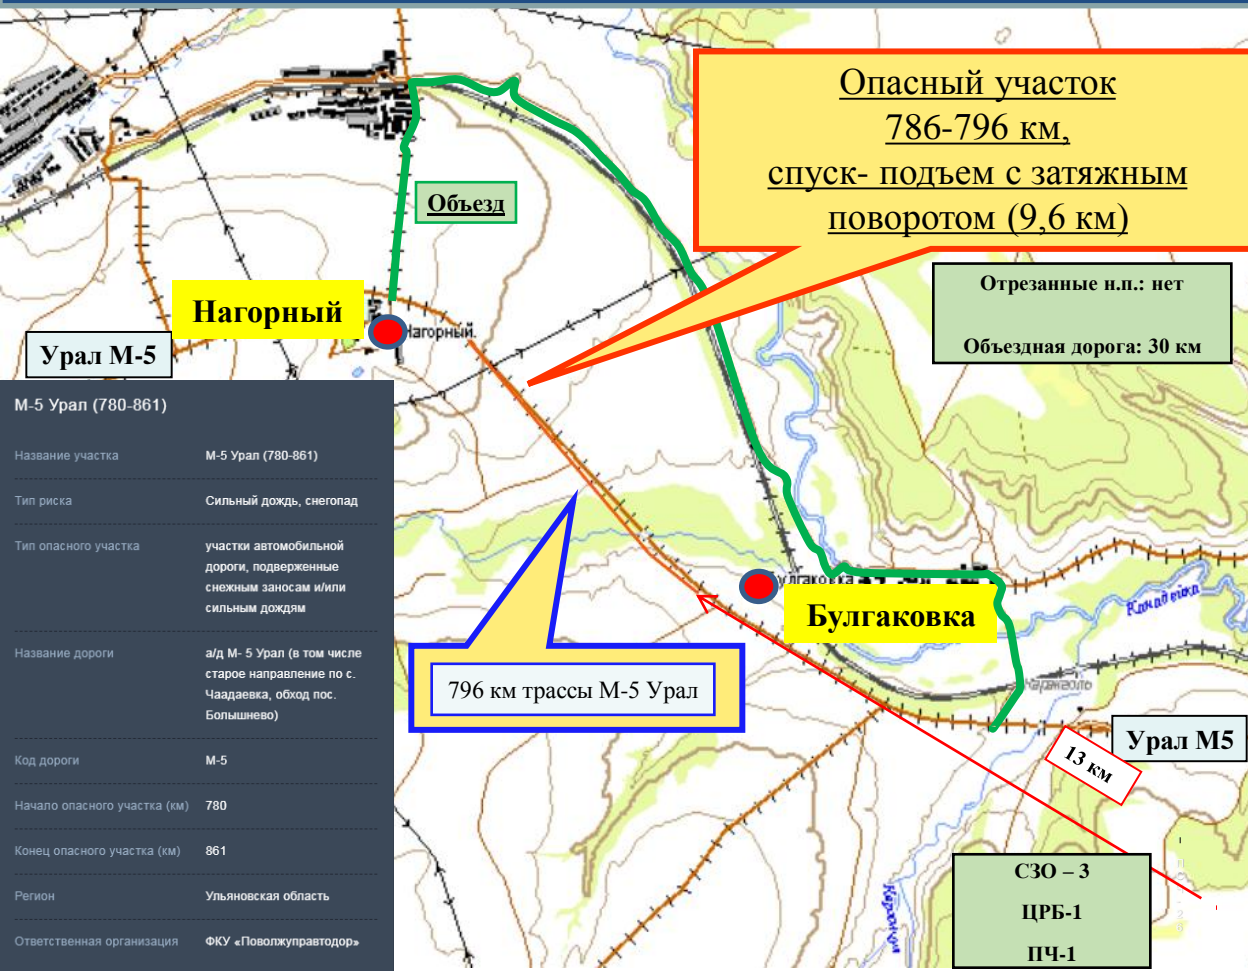 Опасный участок
786-796 км,
спуск- подъем с затяжным
поворотом (9,6 км)
Объезд
Отрезанные н.п.: нет
Объездная дорога: 30 км
Нагорный
Нагорный.
Урал М-5
М-5 Урал (780-861)
Название участка М-5 Урал (780-861)
Тип риска Сильный дождь, снегопад
Тип опасного участка участки автомобильной
дороги, подверженные
снежным заносам и/или
сильным дождям
Название дороги а/д М- 5 Урал (в том числе
старое направление по с.
Чаадаевка, обход пос.
Болышнево)
Код дороги М-5
Начало опасного участка (км) 780
Конец опасного участка (км) 861
Регион Ульяновская область
Ответственная организация ФКУ «Поволжуправтодор»
Булгаковка
796 км трассы М-5 Урал
Канадейка
Урал М5
13 км
СЗО – 3
ЦРБ-1
ПЧ-1